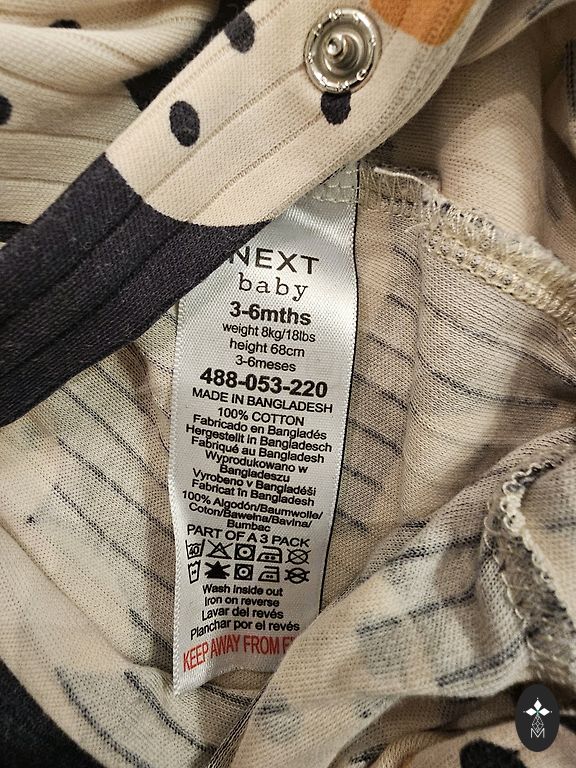 NEXT
baby
3-6mths
weight 8kg/18lbs
height 68cm
3-6meses
488-053-220
MADE IN BANGLADESH
100% COTTON
Fabricado en Bangladés
Hergestellt in Bangladesch
Fabriqué au Bangladesh
Wyprodukowano w
Bangladeszu
Vyrobeno v Bangladéši
Fabricat în Bangladesh
100% Algodón/Baumwolle/
Coton/Bawełna/Bavlna/
Bumbac
PART OF A 3 PACK
40
Wash inside out
Iron on reverse
Lavar del revés
Planchar por el revés
KEEP AWAY FROM